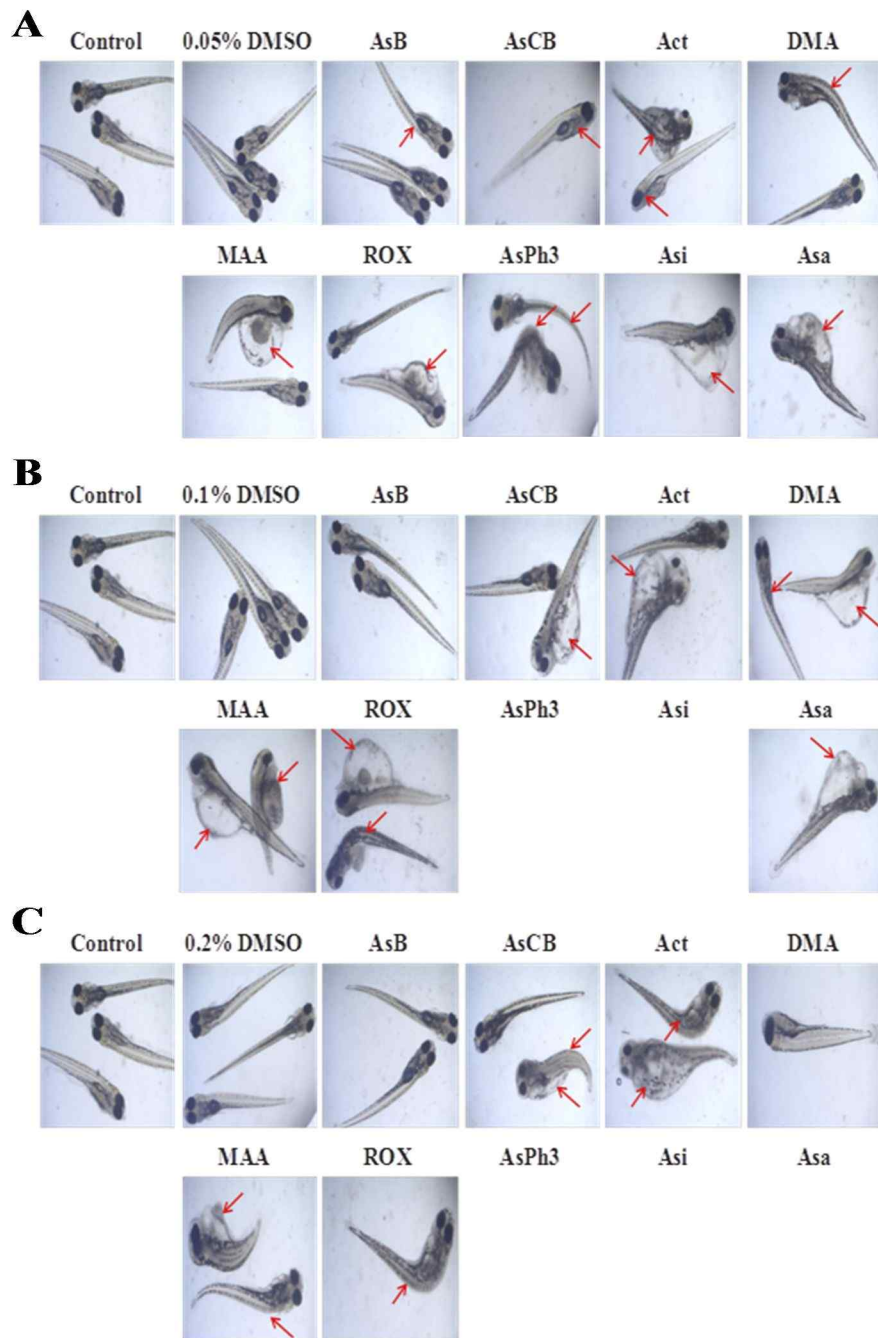 A
Control 0.05% DMSO AsB AsCB Act DMA
MAA ROX AsPh3 Asi Asa
B
Control 0.1% DMSO AsB AsCB Act DMA
MAA ROX AsPh3 Asi Asa
C
Control 0.2% DMSO AsB AsCB Act DMA
MAA ROX AsPh3 Asi Asa